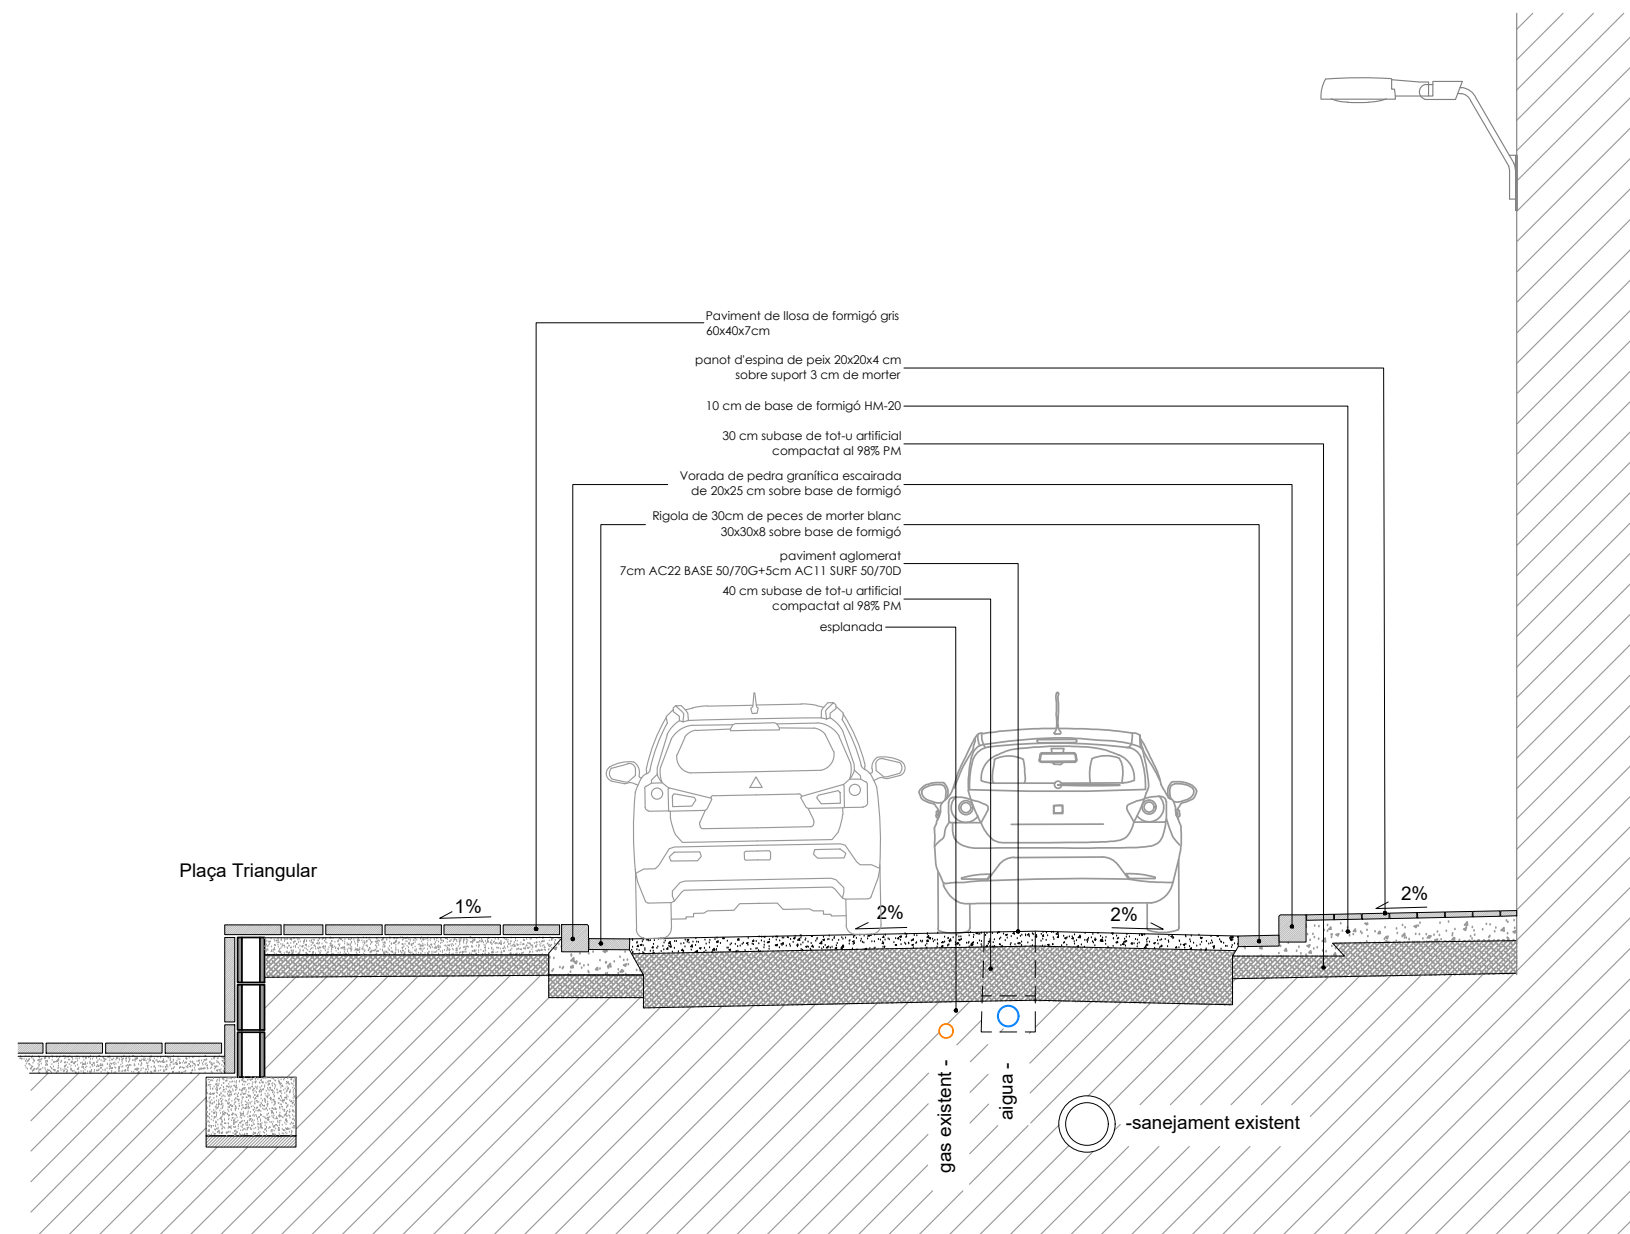 Paviment de llosa de formigó gris
60x40x7cm
panot d'espina de peix 20x20x4 cm
sobre suport 3 cm de morter
10 cm de base de formigó HM-20
30 cm subase de tot-u artificial
compactat al 98% PM
Vorada de pedra granítica escairada
de 20x25 cm sobre base de formigó
Rigola de 30cm de peces de morter blanc
30x30x8 sobre base de formigó
paviment aglomerat
7cm AC22 BASE 50/70G+5cm AC11 SURF 50/70D
40 cm subase de tot-u artificial
compactat al 98% PM
esplanada
Plaça Triangular
1%
2%
2%
2%
gas existent -
aigua -
-sanejament existent